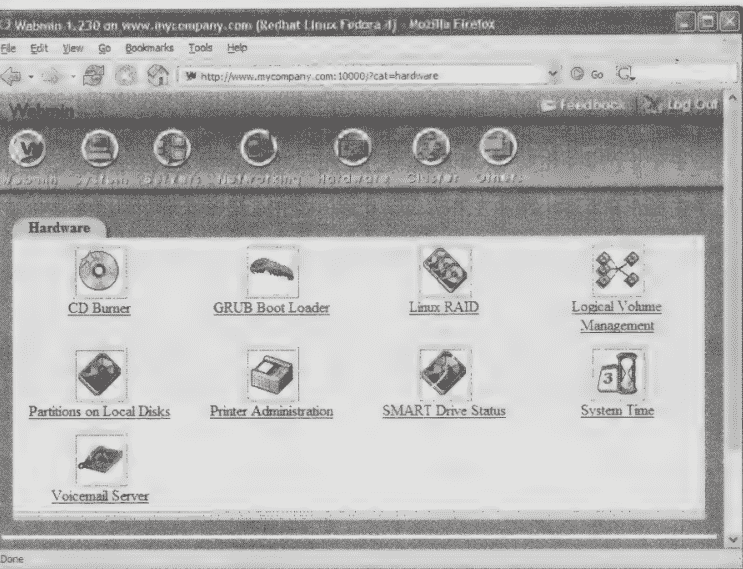 Webmin 1.230 on www.mycompany.com (Redhat Linux Fedora 4) - Mozilla Firefox
File Edit View Go Bookmarks Tools Help
http://www.mycompany.com:10000/?cat=hardware Go
Webmin Feedback Log Out
Webmin System Servers Networking Hardware Cluster Others
Hardware
CD Burner GRUB Boot Loader Linux RAID Logical Volume
Management
Partitions on Local Disks Printer Administration SMART Drive Status System Time
Voicemail Server
Done